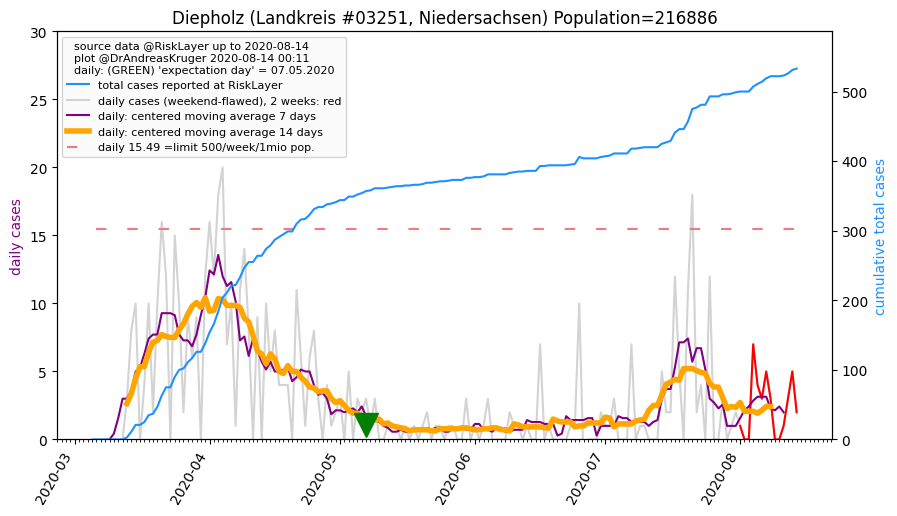 Diepholz (Landkreis #03251, Niedersachsen) Population=216886
source data @RiskLayer up to 2020-08-14
plot @DrAndreasKruger 2020-08-14 00:11
daily: (GREEN) 'expectation day' = 07.05.2020
total cases reported at RiskLayer
daily cases (weekend-flawed), 2 weeks: red
daily: centered moving average 7 days
daily: centered moving average 14 days
daily 15.49 =limit 500/week/1mio pop.
daily cases
30
25
20
15
10
5
0
cumulative total cases
500
400
300
200
100
0
2020-03
2020-04
2020-05
2020-06
2020-07
2020-08